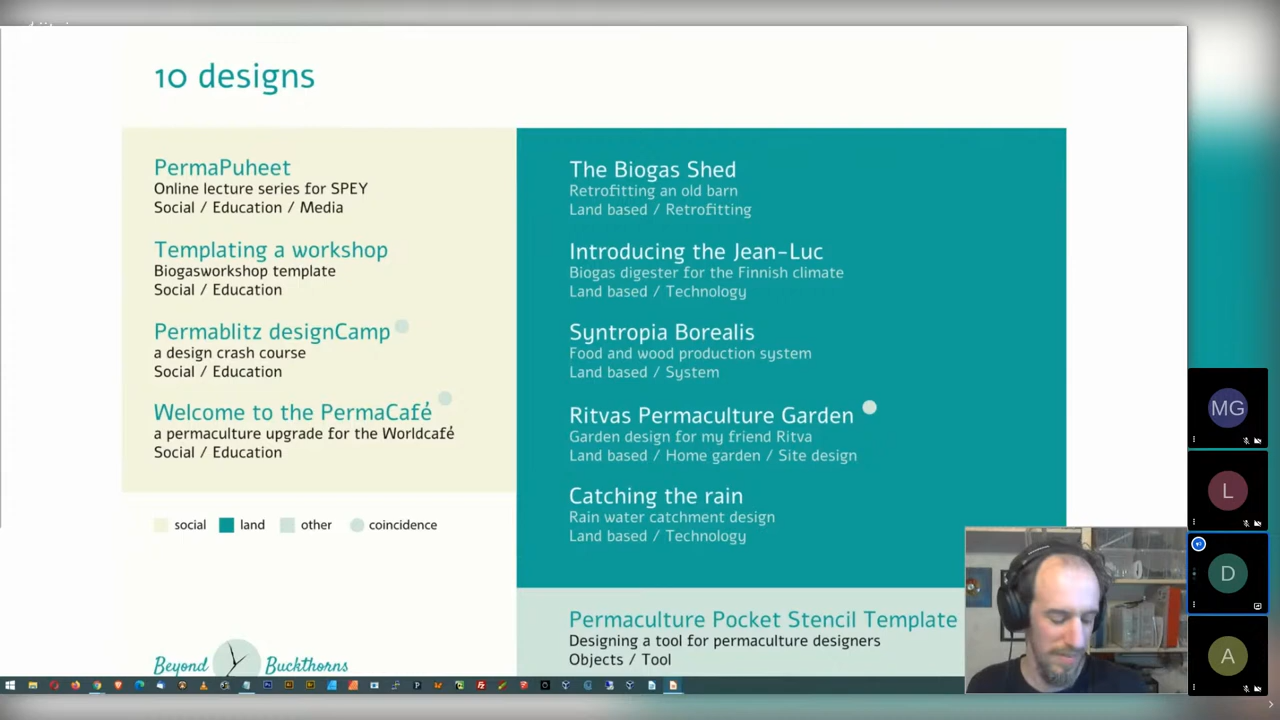 10 designs
PermaPuheet
Online lecture series for SPEY
Social / Education / Media
Templating a workshop
Biogasworkshop template
Social / Education
Permablitz designCamp
a design crash course
Social / Education
Welcome to the PermaCafé
a permaculture upgrade for the Worldcafé
Social / Education
social land other coincidence
Beyond Buckthorns
The Biogas Shed
Retrofitting an old barn
Land based / Retrofitting
Introducing the Jean-Luc
Biogas digester for the Finnish climate
Land based / Technology
Syntropia Borealis
Food and wood production system
Land based / System
Ritvas Permaculture Garden
Garden design for my friend Ritva
Land based / Home garden / Site design
Catching the rain
Rain water catchment design
Land based / Technology
Permaculture Pocket Stencil Template
Designing a tool for permaculture designers
Objects / Tool
MG
L
D
A